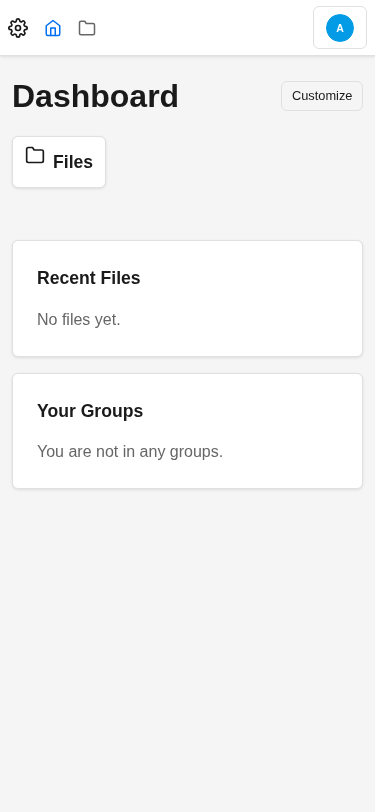 A
Dashboard
Customize
Files
Recent Files
No files yet.
Your Groups
You are not in any groups.